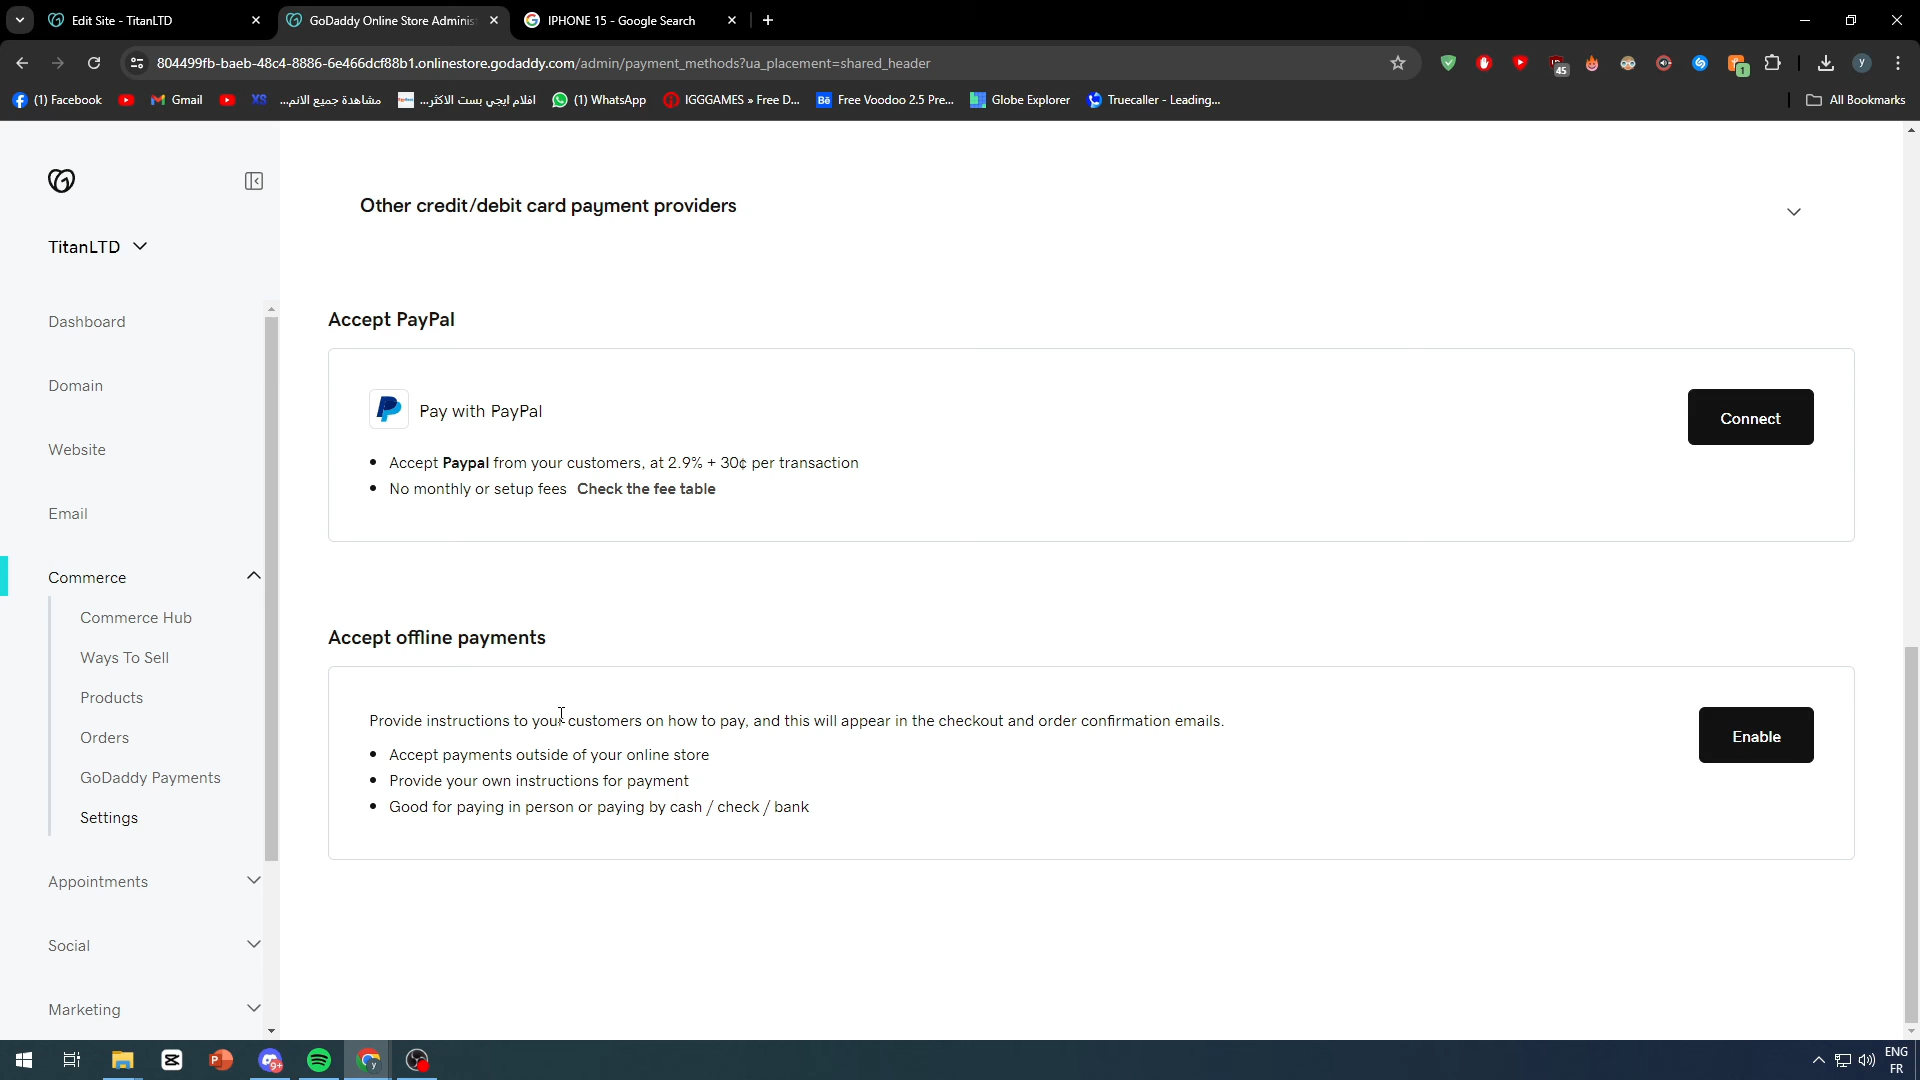 Edit Site - TitanLTD
GoDaddy Online Store Adminis
IPHONE 15 - Google Search
804499fb-baeb-48c4-8886-6e466dcf88b1.onlinestore.godaddy.com/admin/payment_methods?ua_placement=shared_header
45
1
y
(1) Facebook
Gmail
XS
مشاهدة جميع الانم...
افلام ايجي بست الاكثر...
(1) WhatsApp
IGGGAMES » Free D...
Bē
Free Voodoo 2.5 Pre...
Globe Explorer
Truecaller - Leading...
All Bookmarks
TitanLTD
Dashboard
Domain
Website
Email
Commerce
Commerce Hub
Ways To Sell
Products
Orders
GoDaddy Payments
Settings
Appointments
Social
Marketing
Other credit/debit card payment providers
Accept PayPal
Pay with PayPal
Connect
Accept Paypal from your customers, at 2.9% + 30¢ per transaction
No monthly or setup fees Check the fee table
Accept offline payments
Provide instructions to your customers on how to pay, and this will appear in the checkout and order confirmation emails.
Enable
Accept payments outside of your online store
Provide your own instructions for payment
Good for paying in person or paying by cash / check / bank
9+
ENG
FR